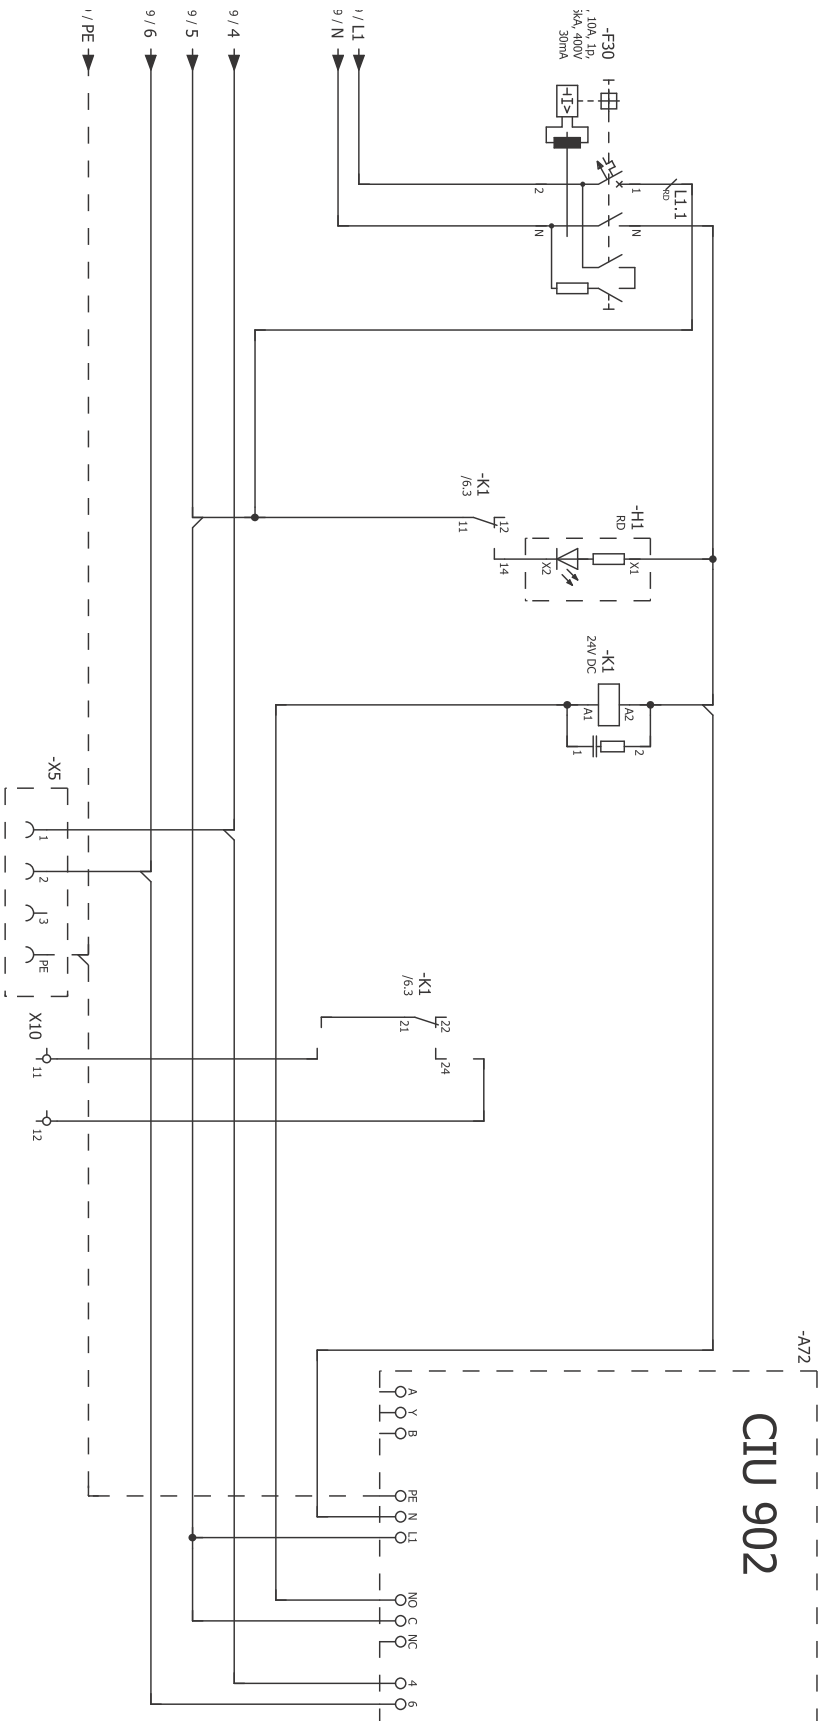 9 / L1
9 / N
9 / 4
9 / 5
9 / 6
/ PE
-F30
, 10A, 1p,
kA, 400V
30mA
I>
1
2
N
N
L1.1
RD
-K1
/6.3
11
12
14
-H1
RD
X1
X2
-K1
24V DC
A1
A2
1
2
-X5
1
2
3
PE
X10
11
12
-K1
/6.3
21
22
24
-A72
CIU 902
A
Y
B
PE
N
L1
NO
C
NC
4
6